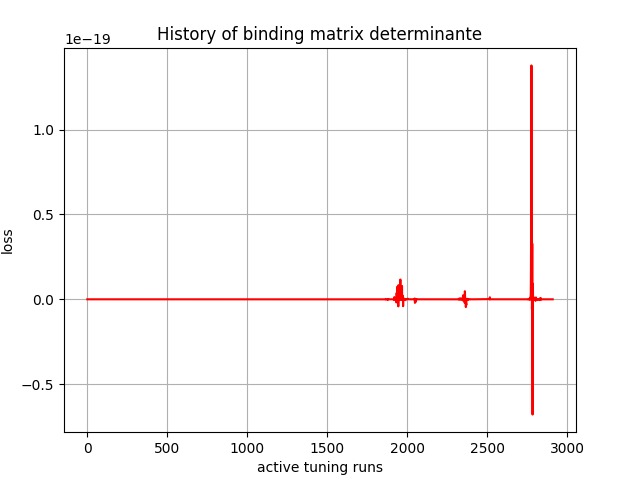 History of binding matrix determinante
1e−19
1.0
0.5
0.0
−0.5
loss
0 500 1000 1500 2000 2500 3000
active tuning runs